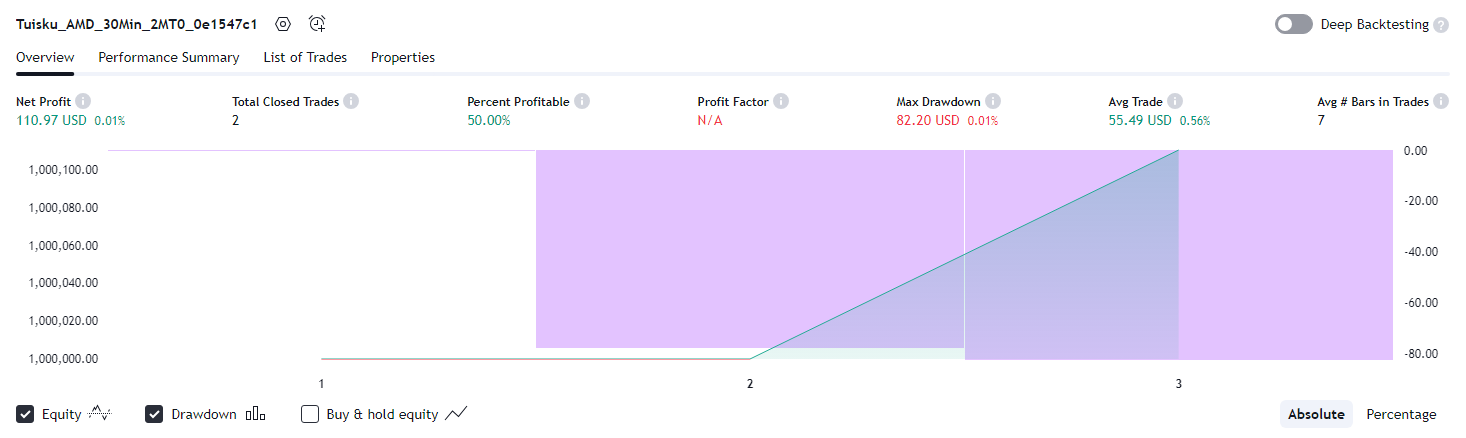 Tuisku_AMD_30Min_2MT0_0e1547c1 Deep Backtesting ?
Overview Performance Summary List of Trades Properties
Net Profit i Total Closed Trades i Percent Profitable i Profit Factor i Max Drawdown i Avg Trade i Avg # Bars in Trades i
110.97 USD 0.01% 2 50.00% N/A 82.20 USD 0.01% 55.49 USD 0.56% 7
1,000,100.00
1,000,080.00
1,000,060.00
1,000,040.00
1,000,020.00
1,000,000.00
0.00
-20.00
-40.00
-60.00
-80.00
1 2 3
Equity Drawdown Buy & hold equity Absolute Percentage